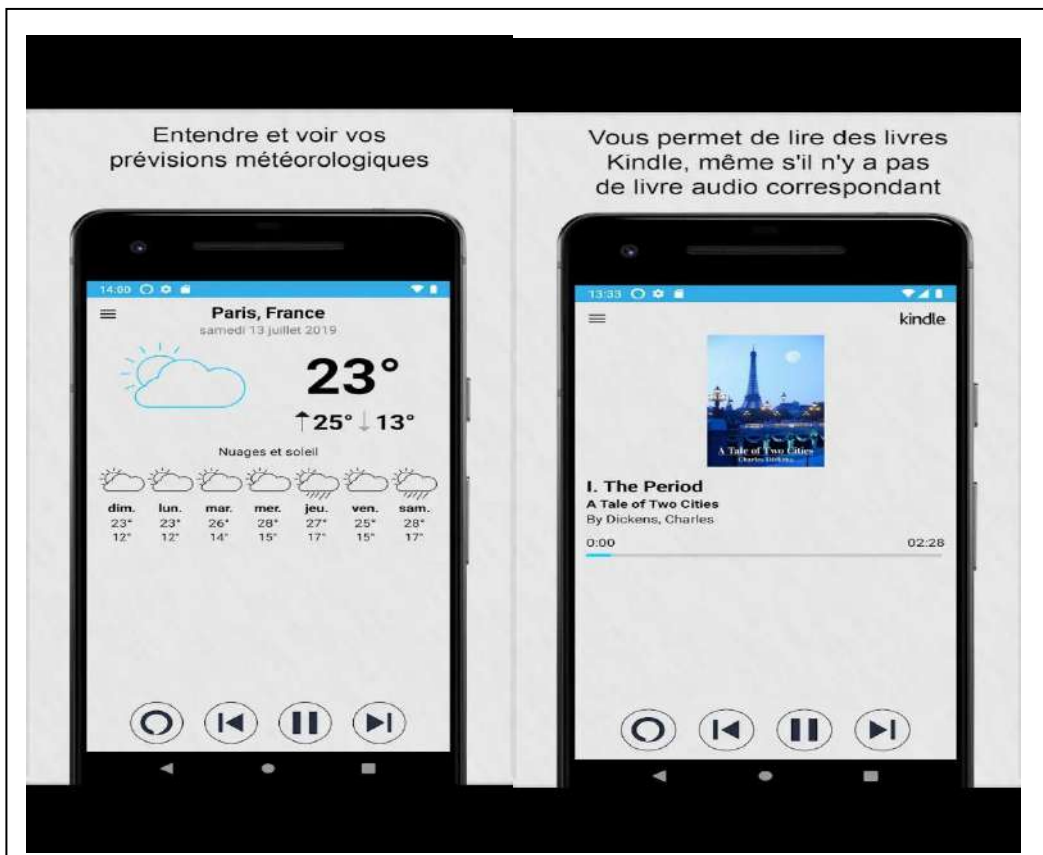 Entendre et voir vos
prévisions météorologiques
14:00
Paris, France
samedi 13 juillet 2019
23°
↑25° ↓13°
Nuages et soleil
dim. lun. mar. mer. jeu. ven. sam.
23° 23° 26° 28° 27° 25° 28°
12° 12° 14° 15° 17° 15° 17°
Vous permet de lire des livres
Kindle, même s'il n'y a pas
de livre audio correspondant
13:33
kindle
A Tale of Two Cities
Charles Dickens
I. The Period
A Tale of Two Cities
By Dickens, Charles
0:00 02:28